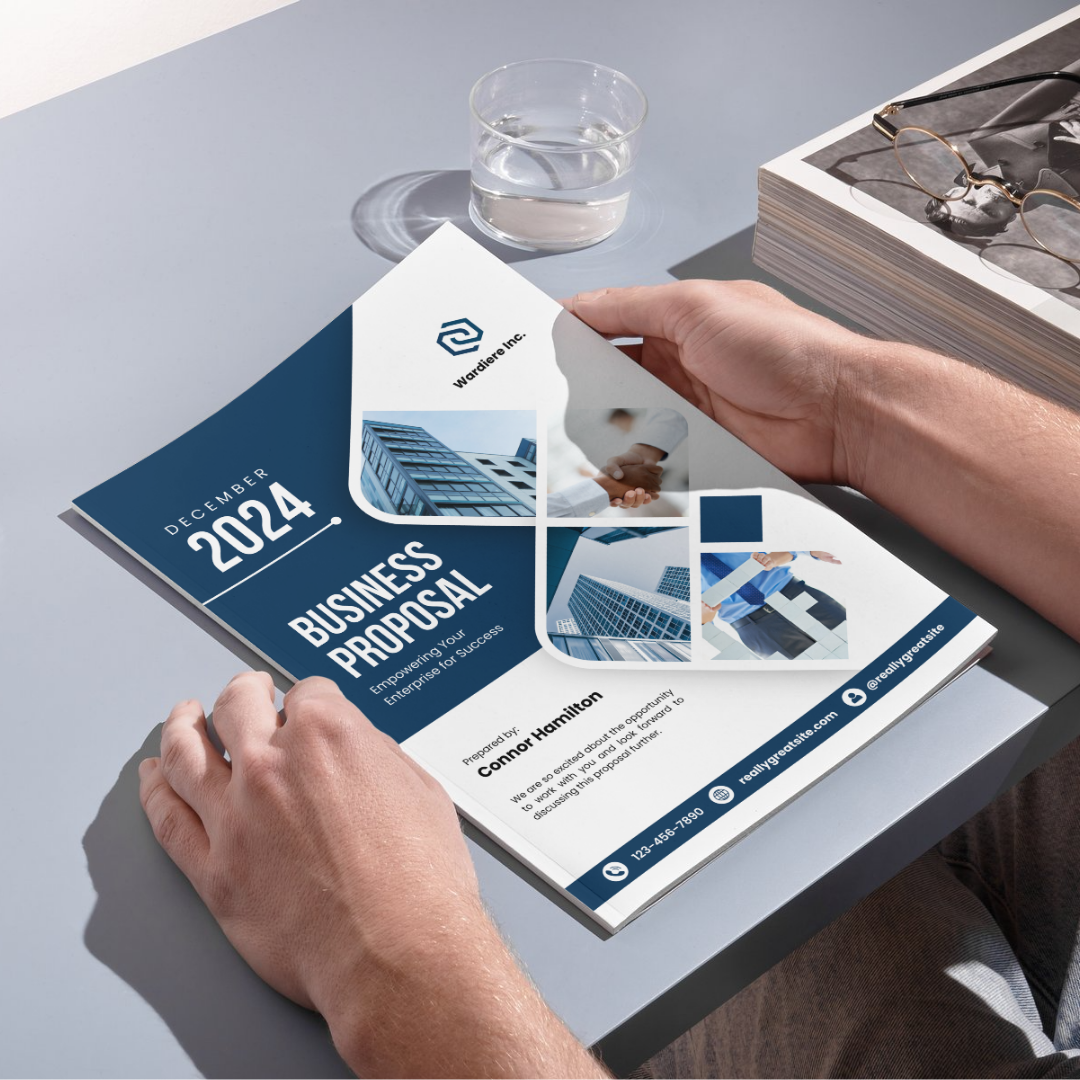 Wardiere Inc.
DECEMBER
2024
BUSINESS
PROPOSAL
Empowering Your
Enterprise for Success
Prepared by:
Connor Hamilton
We are so excited about the opportunity
to work with you and look forward to
discussing this proposal further.
123-456-7890
reallygreatsite.com
@reallygreatsite